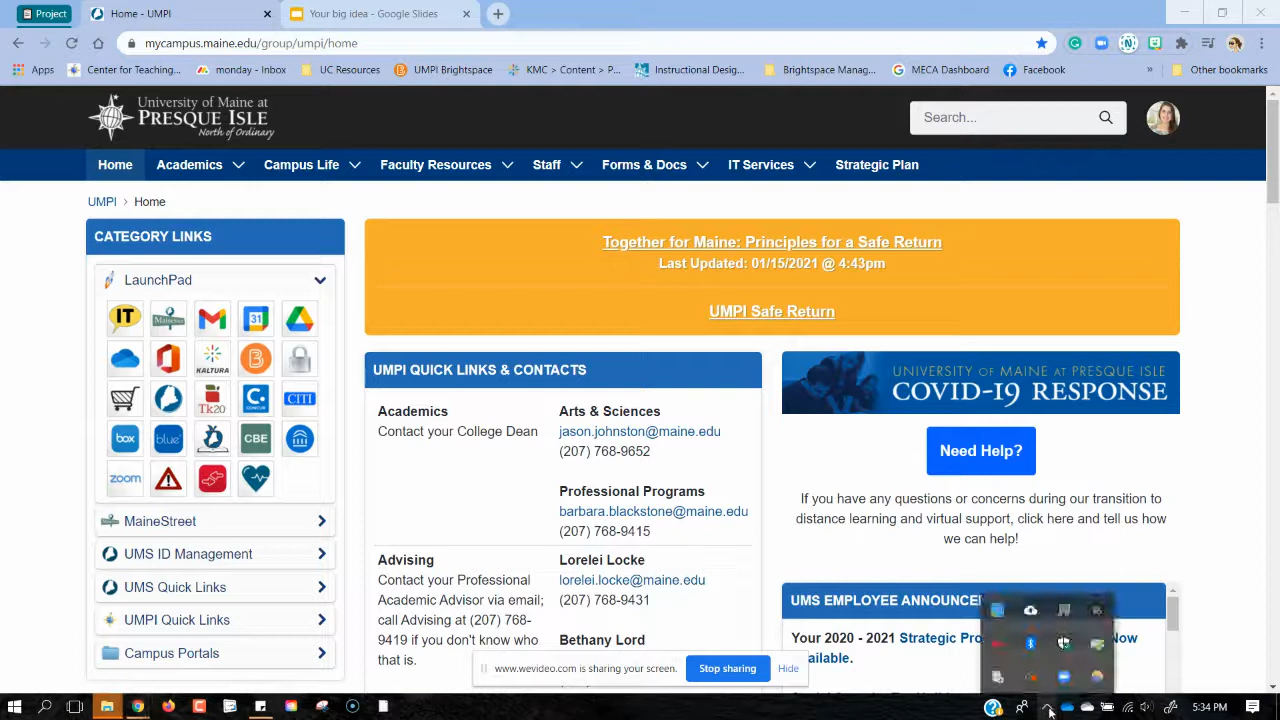 Project
Home - UMPI
Your big idea - Google Slides
mycampus.maine.edu/group/umpi/home
Apps
Center for Teaching...
monday - Inbox
UC Resources
UMPI Brightspace
KMC > Content > P...
Instructional Desig...
Brightspace Manag...
MECA DEAMSNET
Facebook
»
Other bookmarks
University of Maine at
PRESQUE ISLE
North of Ordinary
Search...
Home
Academics
Campus Life
Faculty Resources
Staff
Forms & Docs
IT Services
Strategic Plan
UMPI > Home
CATEGORY LINKS
LaunchPad
IT
MaineStreet
31
KALTURA
B
Tk20
C.
CONCUR
CITI
box
blue
CBE
zoom
MaineStreet
UMS ID Management
UMS Quick Links
UMPI Quick Links
Campus Portals
Together for Maine: Principles for a Safe Return
Last Updated: 01/15/2021 @ 4:43pm
UMPI Safe Return
UMPI QUICK LINKS & CONTACTS
Academics
Contact your College Dean
Arts & Sciences
jason.johnston@maine.edu
(207) 768-9652
Professional Programs
barbara.blackstone@maine.edu
(207) 768-9415
Advising
Contact your Professional
Academic Advisor via email;
call Advising at (207) 768-
9419 if you don't know who
that is.
Lorelei Locke
lorelei.locke@maine.edu
(207) 768-9431
Bethany Lord
UNIVERSITY OF MAINE AT PRESQUE ISLE
COVID-19 RESPONSE
Need Help?
If you have any questions or concerns during our transition to
distance learning and virtual support, click here and tell us how
we can help!
UMS EMPLOYEE ANNOUNCE
Your 2020 - 2021 Strategic Pro Now
vailable.
www.wevideo.com is sharing your screen.
Stop sharing
Hide
5:34 PM